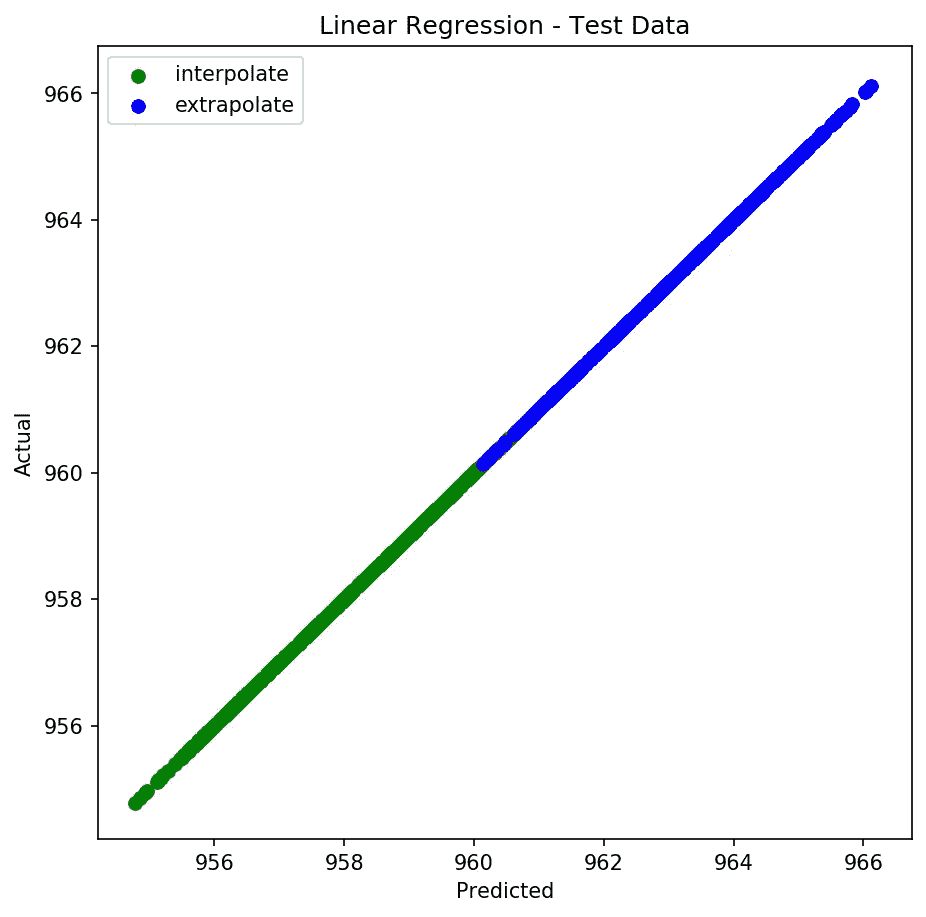 Linear Regression - Test Data
interpolate
extrapolate
966
964
962
960
958
956
Actual
956
958
960
962
964
966
Predicted